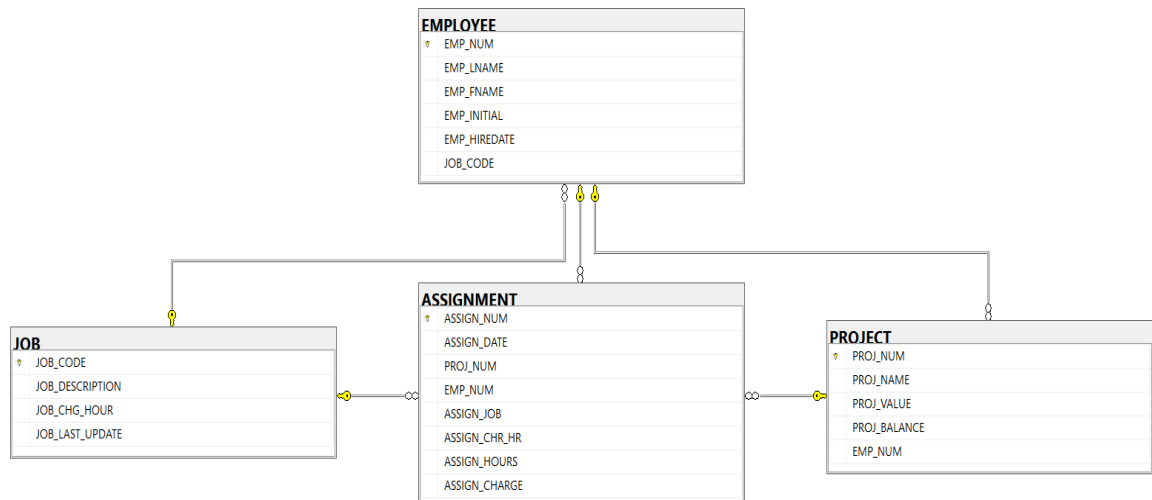 EMPLOYEE
EMP_NUM
EMP_LNAME
EMP_FNAME
EMP_INITIAL
EMP_HIREDATE
JOB_CODE
JOB
JOB_CODE
JOB_DESCRIPTION
JOB_CHG_HOUR
JOB_LAST_UPDATE
ASSIGNMENT
ASSIGN_NUM
ASSIGN_DATE
PROJ_NUM
EMP_NUM
ASSIGN_JOB
ASSIGN_CHR_HR
ASSIGN_HOURS
ASSIGN_CHARGE
PROJECT
PROJ_NUM
PROJ_NAME
PROJ_VALUE
PROJ_BALANCE
EMP_NUM